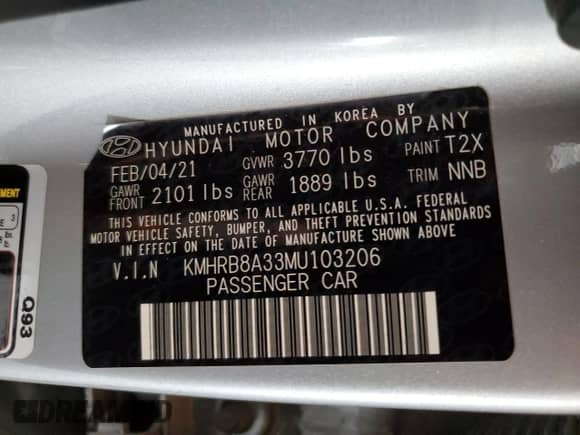 MANUFACTURED IN KOREA BY
HYUNDAI MOTOR COMPANY
FEB/04/21 GVWR 3770 lbs PAINT T2X
GAWR FRONT 2101 lbs GAWR REAR 1889 lbs TRIM NNB
THIS VEHICLE CONFORMS TO ALL APPLICABLE U.S.A. FEDERAL
MOTOR VEHICLE SAFETY, BUMPER, AND THEFT PREVENTION STANDARDS
IN EFFECT ON THE DATE OF MANUFACTURE SHOWN ABOVE
V.I.N KMHRB8A33MU103206
PASSENGER CAR
Q93